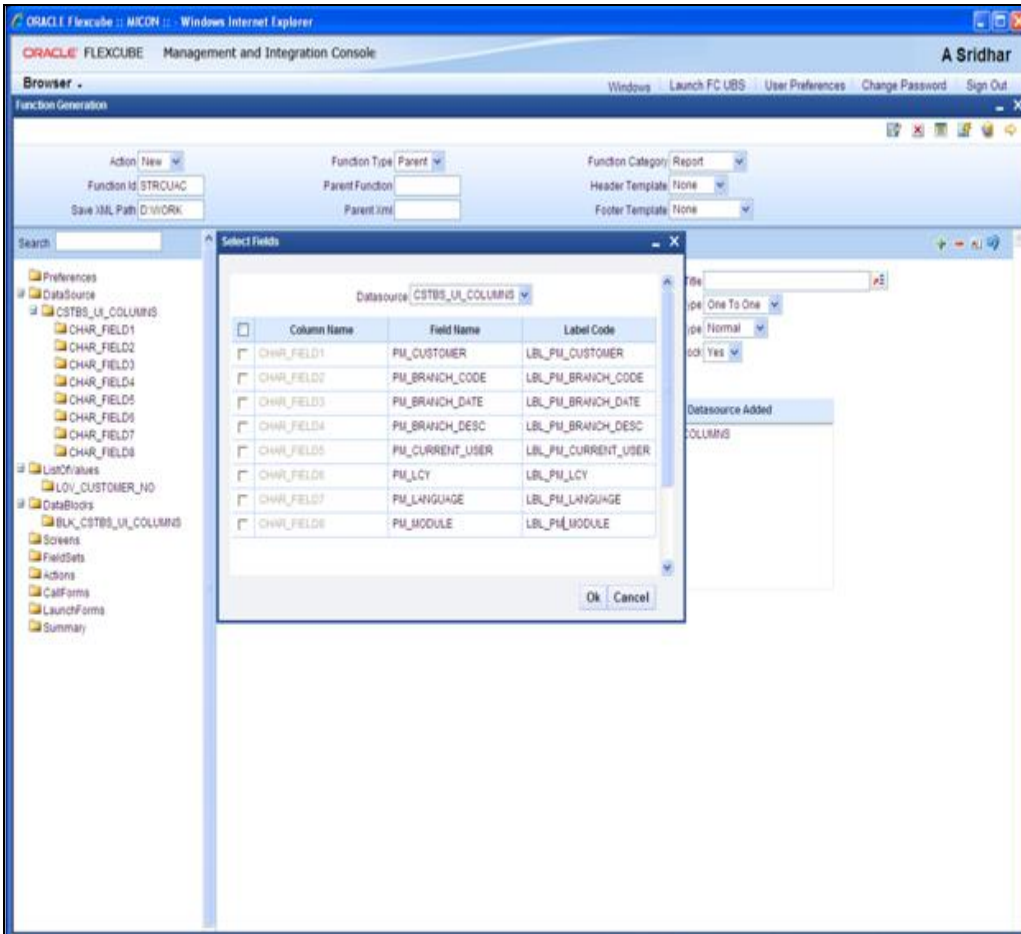 ORACLE Flexcube :: MICON :: - Windows Internet Explorer
ORACLE FLEXCUBE Management and Integration Console A Sridhar
Browser Windows Launch FC UBS User Preferences Change Password Sign Out
Function Generation
Action New Function Type Parent Function Category Report
Function Id STRCUAC Parent Function Header Template None
Save XML Path D:\WORK Parent Xml Footer Template None
Search
Preferences
DataSource
CSTBS_UI_COLUMNS
CHAR_FIELD1
CHAR_FIELD2
CHAR_FIELD3
CHAR_FIELD4
CHAR_FIELD5
CHAR_FIELD6
CHAR_FIELD7
CHAR_FIELD8
ListOfValues
LOV_CUSTOMER_NO
DataBlocks
BLK_CSTBS_UI_COLUMNS
Screens
FieldSets
Actions
CallForms
LaunchForms
Summary
Select Fields
Datasource CSTBS_UI_COLUMNS
Column Name Field Name Label Code
CHAR_FIELD1 PM_CUSTOMER LBL_PM_CUSTOMER
CHAR_FIELD2 PM_BRANCH_CODE LBL_PM_BRANCH_CODE
CHAR_FIELD3 PM_BRANCH_DATE LBL_PM_BRANCH_DATE
CHAR_FIELD4 PM_BRANCH_DESC LBL_PM_BRANCH_DESC
CHAR_FIELD5 PM_CURRENT_USER LBL_PM_CURRENT_USER
CHAR_FIELD6 PM_LCY LBL_PM_LCY
CHAR_FIELD7 PM_LANGUAGE LBL_PM_LANGUAGE
CHAR_FIELD8 PM_MODULE LBL_PM_MODULE
Ok Cancel
Title
ype One To One
ype Normal
ock Yes
Datasource Added
COLUMNS